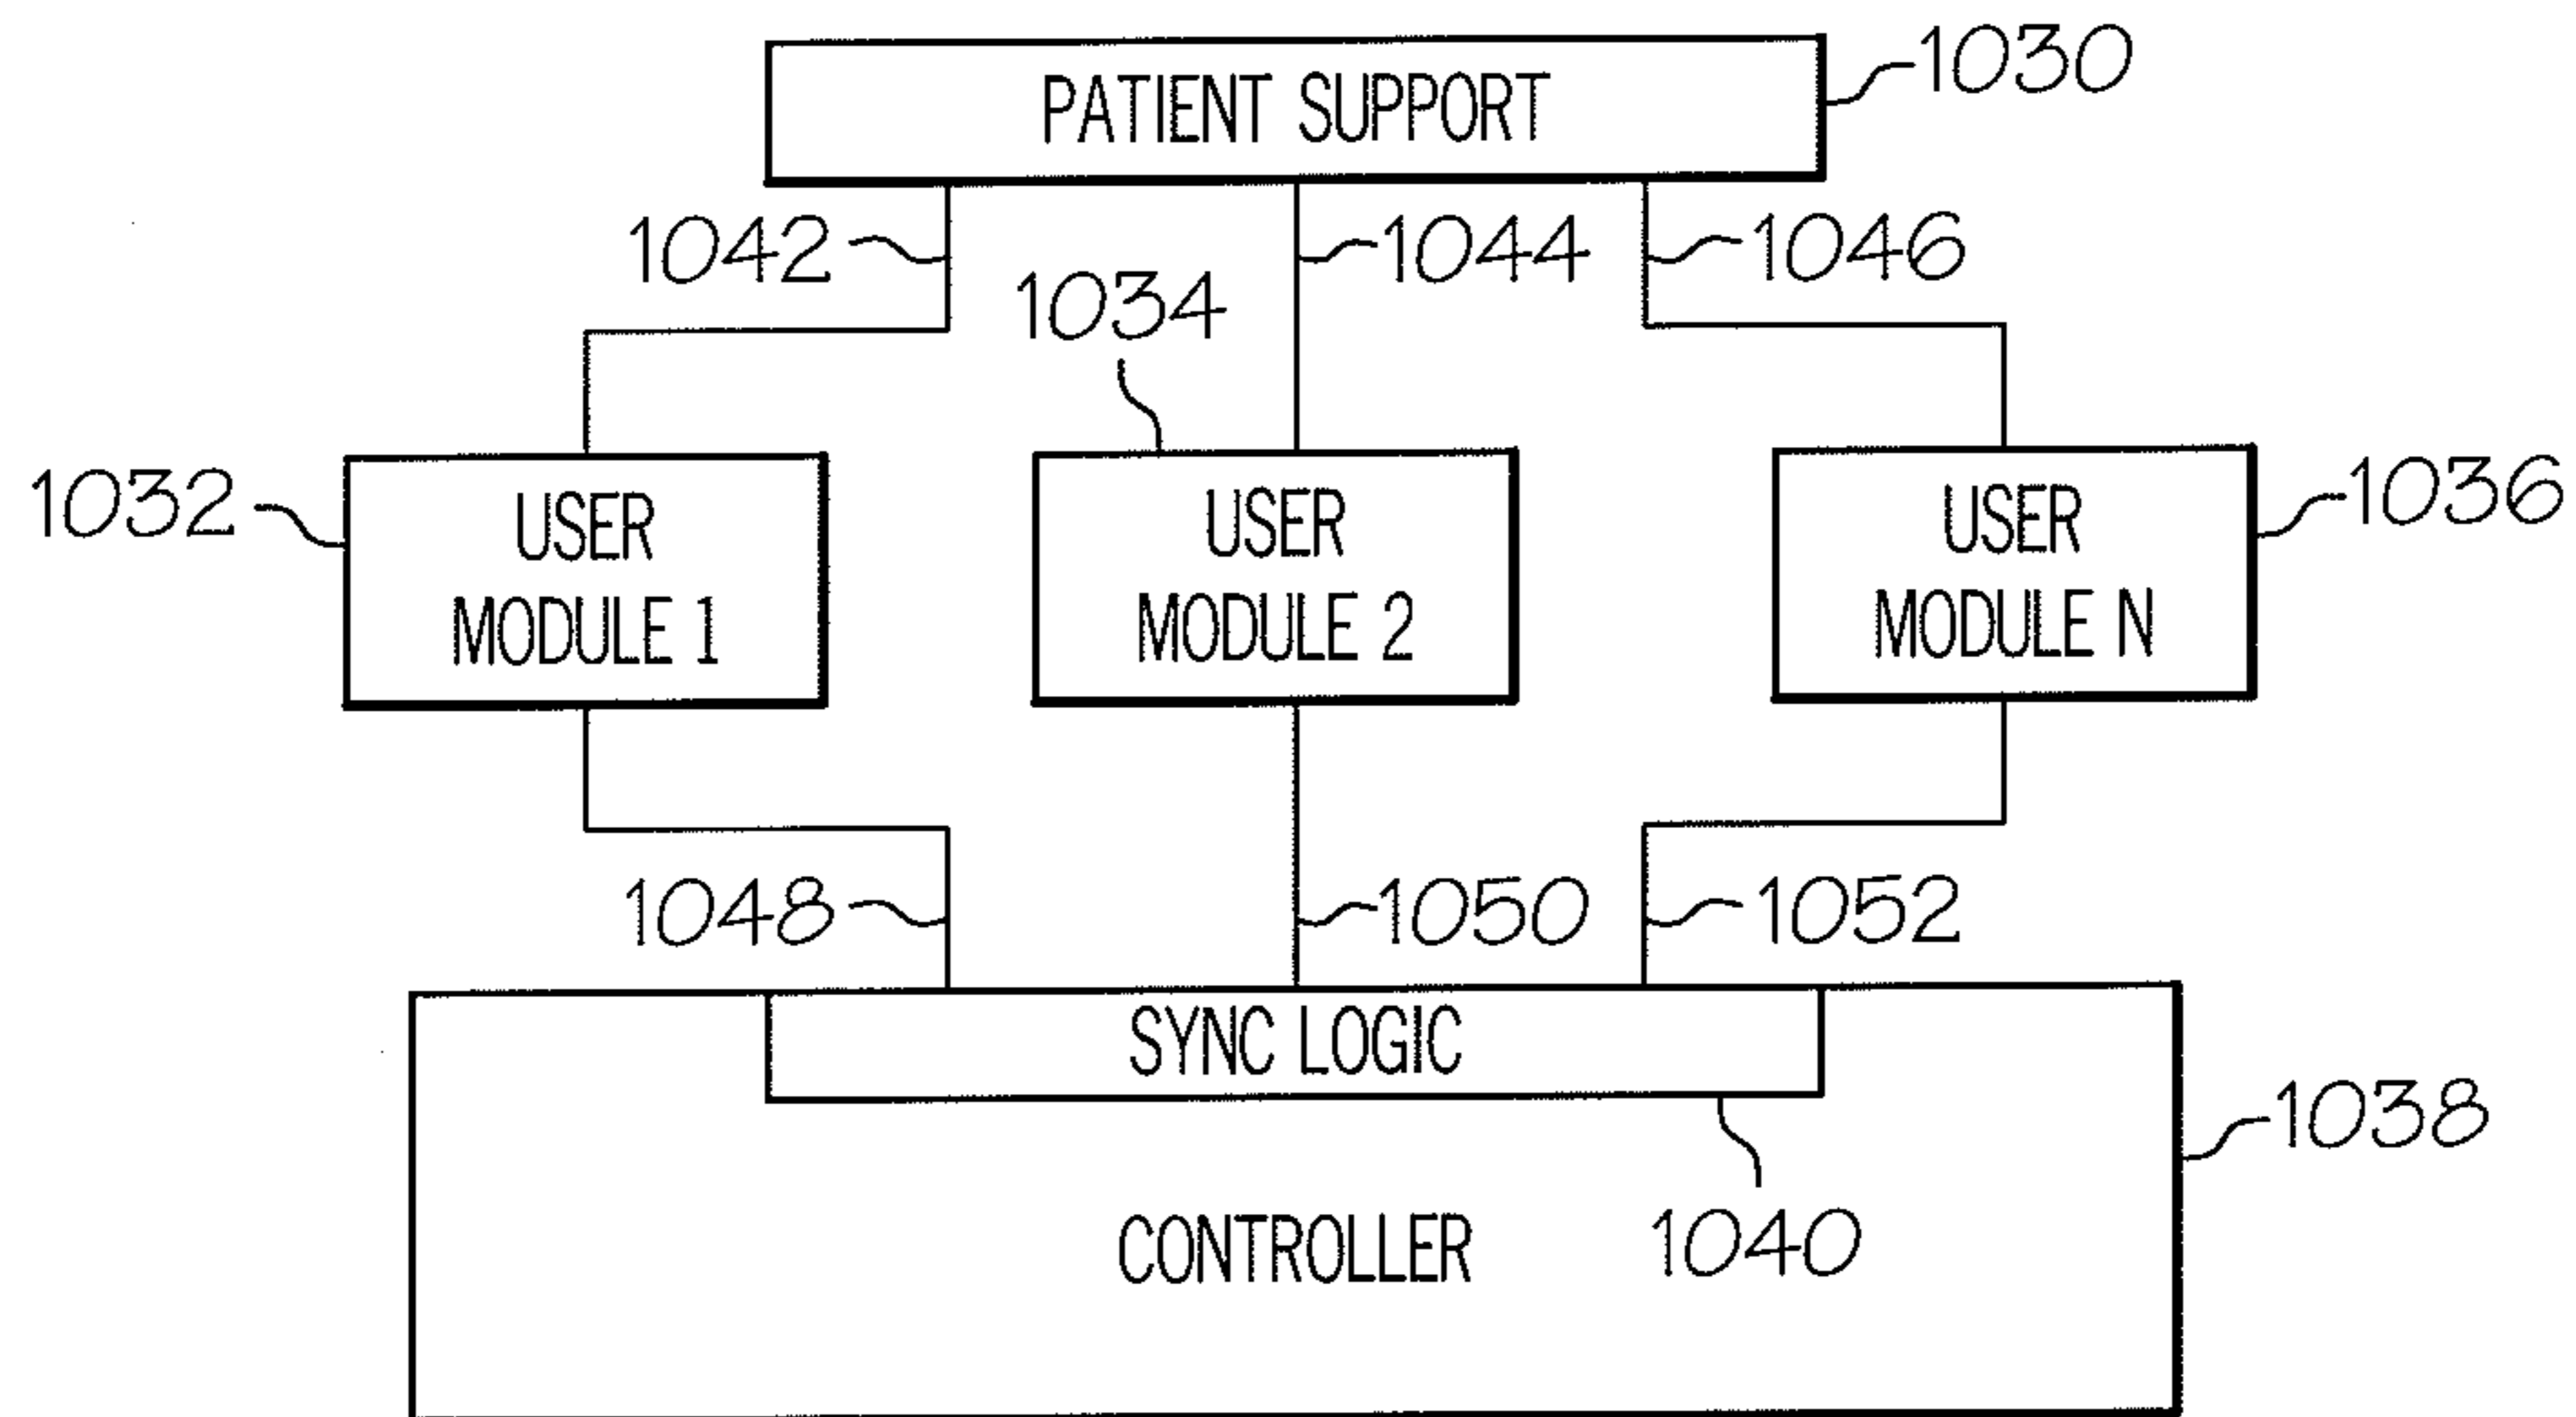 PATIENT SUPPORT
1030
1042
1044
1046
1034
1032
USER
MODULE 1
USER
MODULE 2
USER
MODULE N
1036
1048
1050
1052
SYNC LOGIC
1038
CONTROLLER
1040